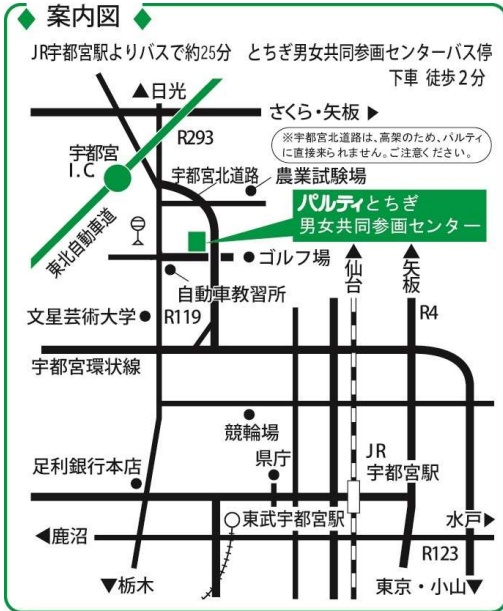 案内図
JR宇都宮駅よりバスで約25分 とちぎ男女共同参画センターバス停
下車 徒歩2分
▲日光
さくら・矢板▶
R293
※宇都宮北道路は、高架のため、パルティ
に直接来られません。ご注意ください。
宇都宮
I.C
宇都宮北道路
農業試験場
東北自動車道
パルティとちぎ
男女共同参画センター
ゴルフ場
自動車教習所
▲仙台
▲矢板
文星芸術大学
R119
R4
宇都宮環状線
競輪場
県庁
JR
宇都宮駅
足利銀行本店
東武宇都宮駅
水戸▶
◀鹿沼
R123
▼栃木
東京・小山▼